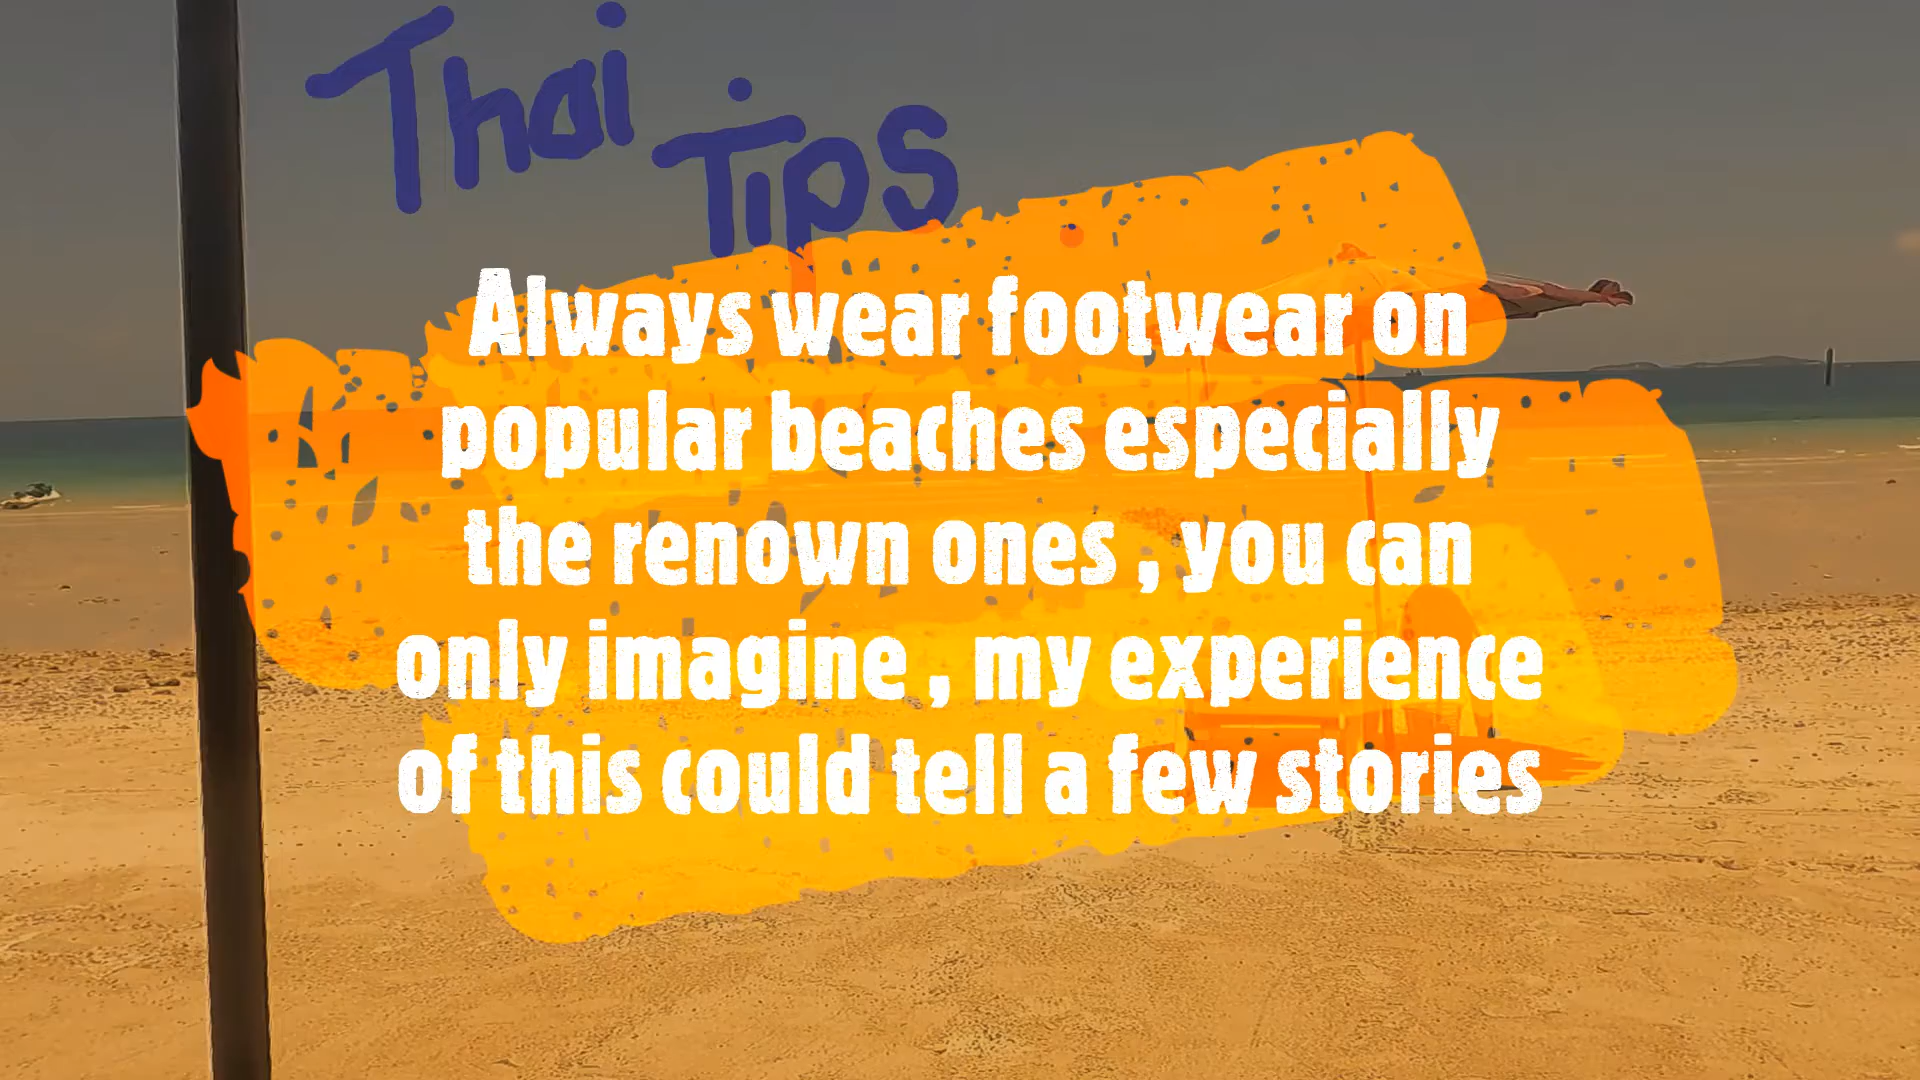 Thai
Tips
Always wear footwear on
popular beaches especially
the renown ones , you can
only imagine , my experience
of this could tell a few stories